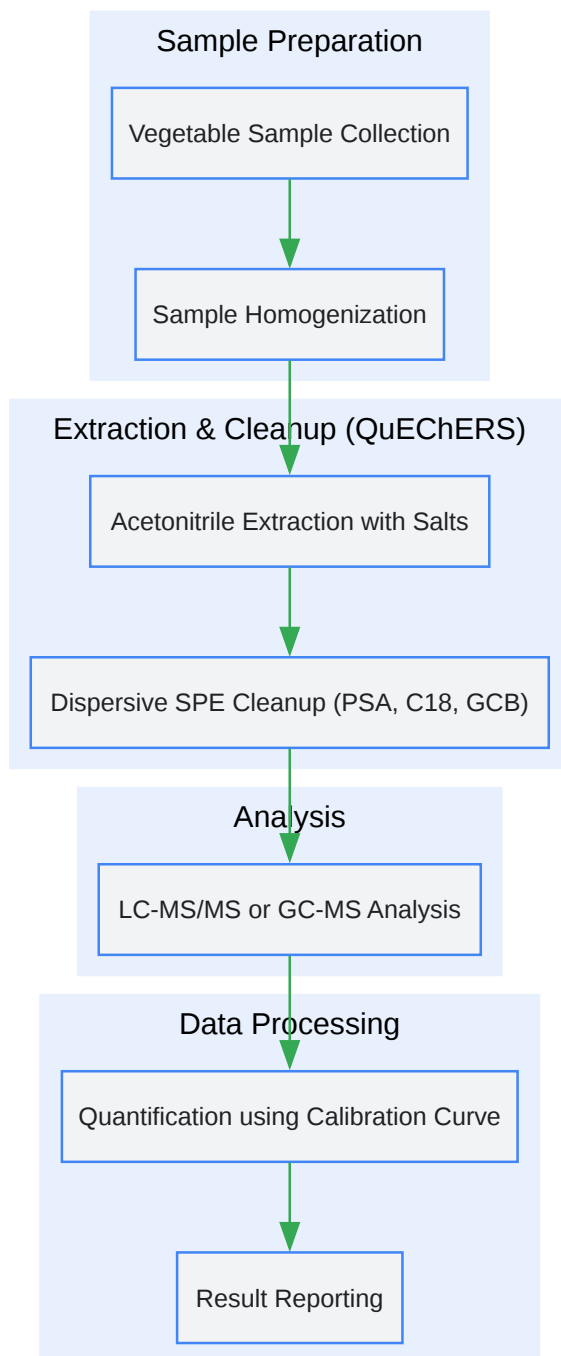 Sample Preparation
Vegetable Sample Collection
Sample Homogenization
Extraction & Cleanup (QuEChERS)
Acetonitrile Extraction with Salts
Dispersive SPE Cleanup (PSA, C18, GCB)
Analysis
LC-MS/MS or GC-MS Analysis
Data Processing
Quantification using Calibration Curve
Result Reporting